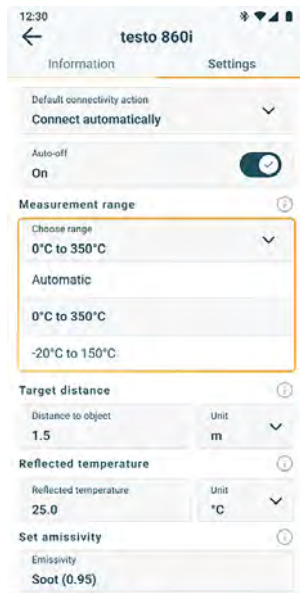 12:30
testo 860i
Information Settings
Default connectivity action
Connect automatically
Auto-off
On
Measurement range
Choose range
0°C to 350°C
Automatic
0°C to 350°C
-20°C to 150°C
Target distance
Distance to object Unit
1.5 m
Reflected temperature
Reflected temperature Unit
25.0 °C
Set amissivity
Emissivity
Soot (0.95)